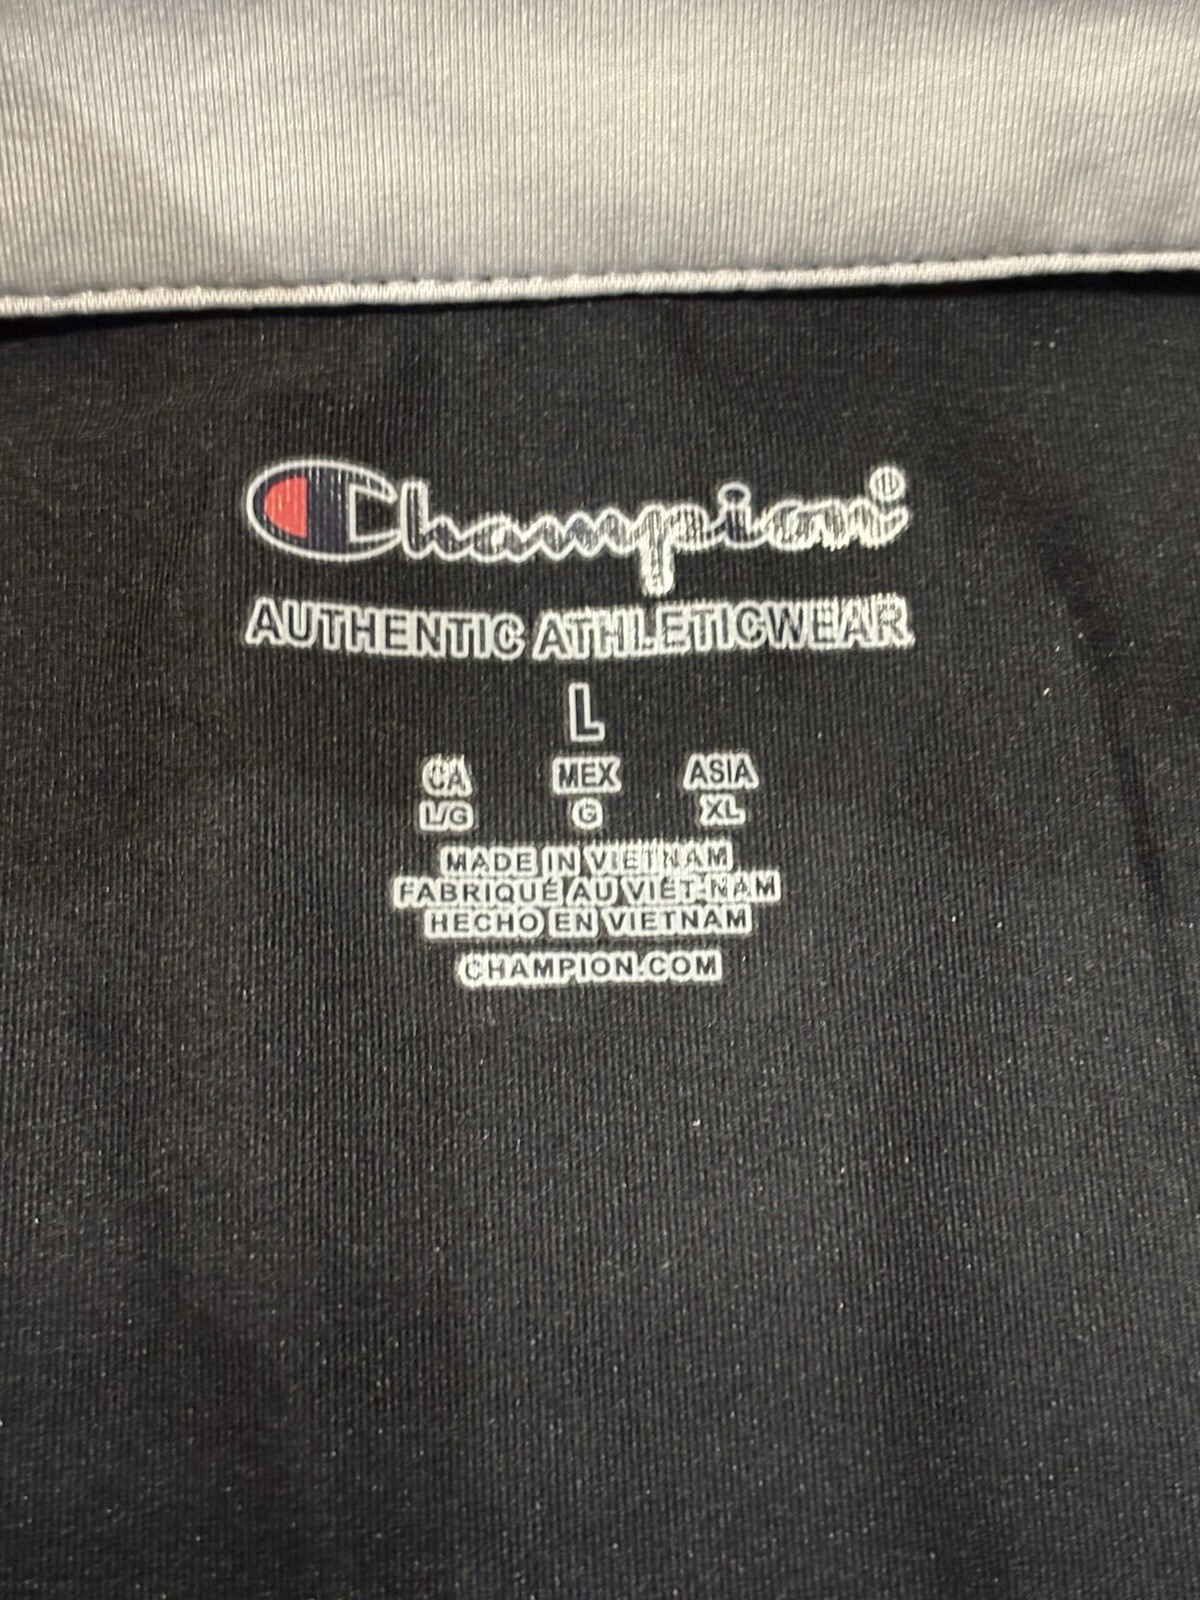 Champion®
AUTHENTIC ATHLETICWEAR
L
CA MEX ASIA
L/G G XL
MADE IN VIETNAM
FABRIQUÉ AU VIÊT-NAM
HECHO EN VIETNAM
CHAMPION.COM